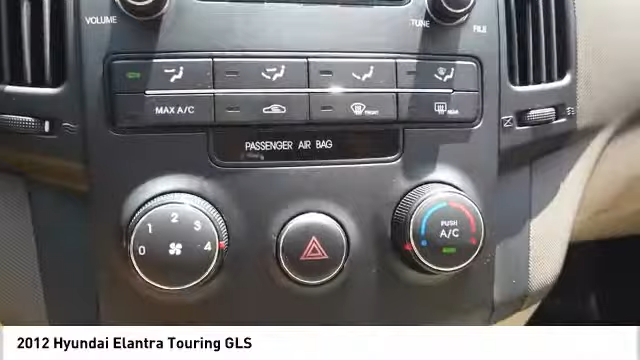 VOLUME
TUNE
FILE
MAX A/C
FRONT
REAR
PASSENGER AIR BAG
0 1 2 3 4
PUSH
A/C
2012 Hyundai Elantra Touring GLS